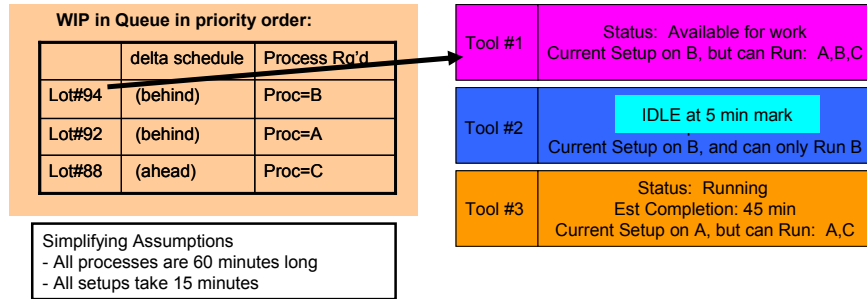 WIP in Queue in priority order:
delta schedule Process Rq'd
Lot#94 (behind) Proc=B
Lot#92 (behind) Proc=A
Lot#88 (ahead) Proc=C
Simplifying Assumptions
- All processes are 60 minutes long
- All setups take 15 minutes
Tool #1
Status: Available for work
Current Setup on B, but can Run: A,B,C
Tool #2
IDLE at 5 min mark
Current Setup on B, and can only Run B
Tool #3
Status: Running
Est Completion: 45 min
Current Setup on A, but can Run: A,C